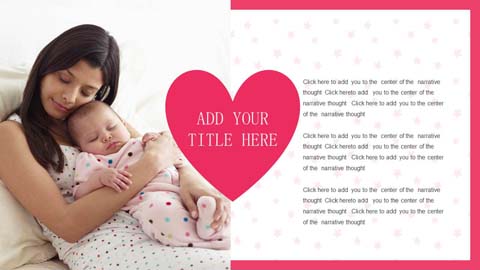 ADD YOUR
TITLE HERE
Click here to add you to the center of the narrative
thought Click hereto add you to the center of the
narrative thought Click here to add you to the center
of the narrative thought
Click here to add you to the center of the narrative
thought Click hereto add you to the center of the
narrative thought Click here to add you to the center
of the narrative thought
Click here to add you to the center of the narrative
thought Click hereto add you to the center of the
narrative thought Click here to add you to the center
of the narrative thought